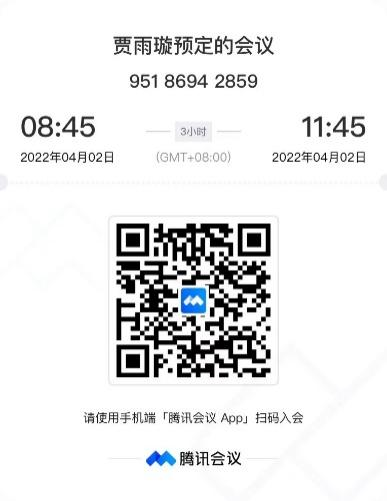 贾雨璇预定的会议
951 8694 2859
08:45 3小时 11:45
2022年04月02日 (GMT+08:00) 2022年04月02日
请使用手机端「腾讯会议 App」扫码入会
腾讯会议